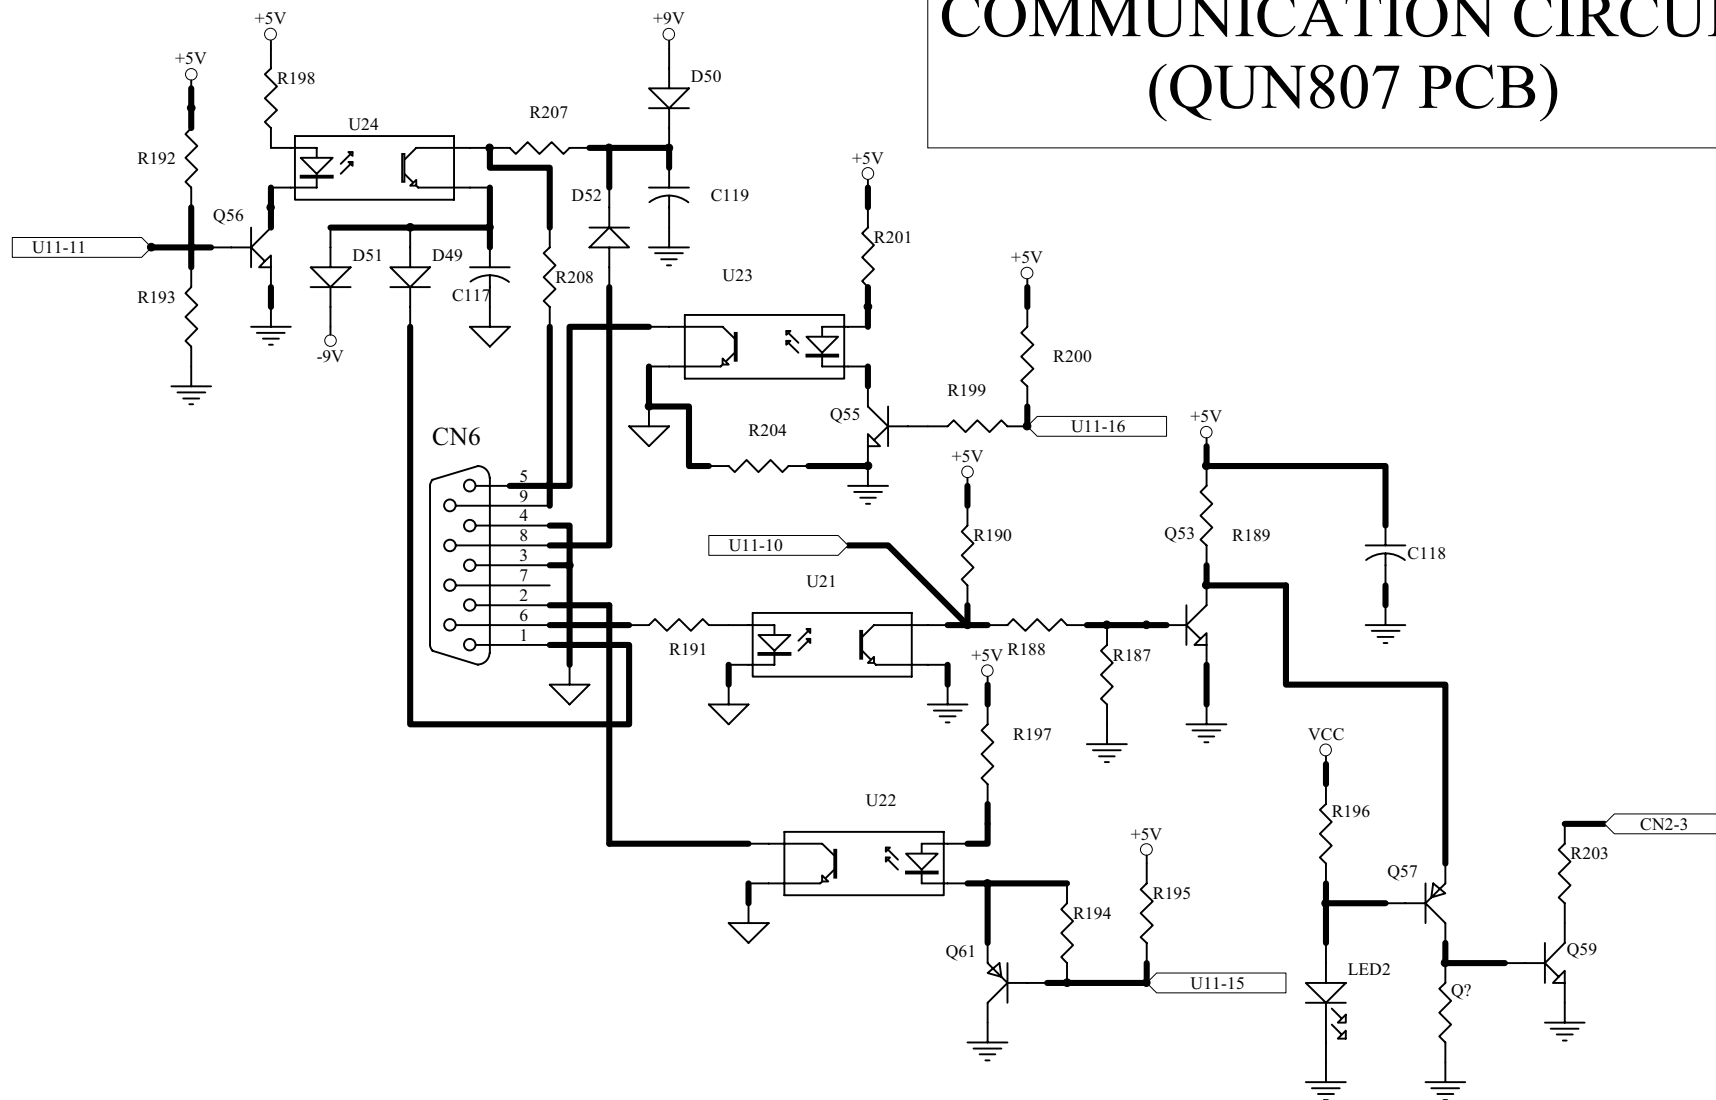 COMMUNICATION CIRCUI
(QUN807 PCB)
+5V
+9V
+5V
R198
D50
U24
R207
R192
+5V
D52
C119
Q56
R201
U11-11
D51
D49
+5V
U23
R208
R193
C117
-9V
R200
R199
Q55
+5V
U11-16
R204
CN6
+5V
5
9
4
8
3
7
2
6
1
R190
Q53
R189
U11-10
C118
U21
R191
+5V
R188
R187
R197
VCC
U22
R196
CN2-3
+5V
R203
Q57
R195
R194
Q61
Q59
LED2
U11-15
Q?